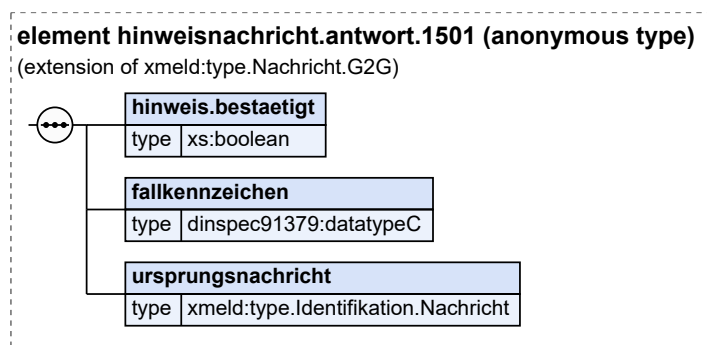 element hinweisnachricht.antwort.1501 (anonymous type)
(extension of xmeld:type.Nachricht.G2G)
hinweis.bestaetigt
type xs:boolean
fallkennzeichen
type dinspec91379:datatypeC
ursprungsnachricht
type xmeld:type.Identifikation.Nachricht